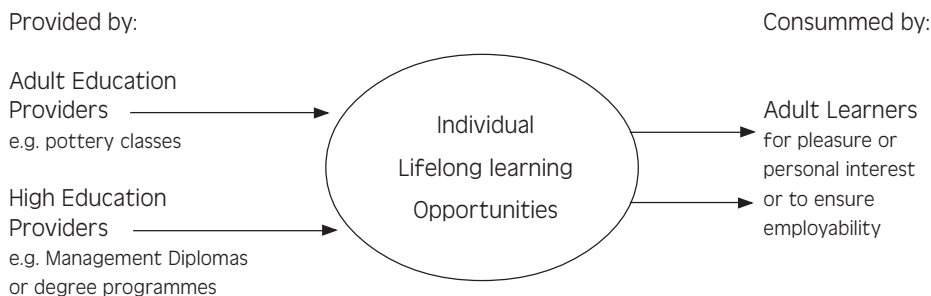 Provided by:
Consummed by:
Adult Education
Providers
e.g. pottery classes
High Education
Providers
e.g. Management Diplomas
or degree programmes
Individual
Lifelong learning
Opportunities
Adult Learners
for pleasure or
personal interest
or to ensure
employability